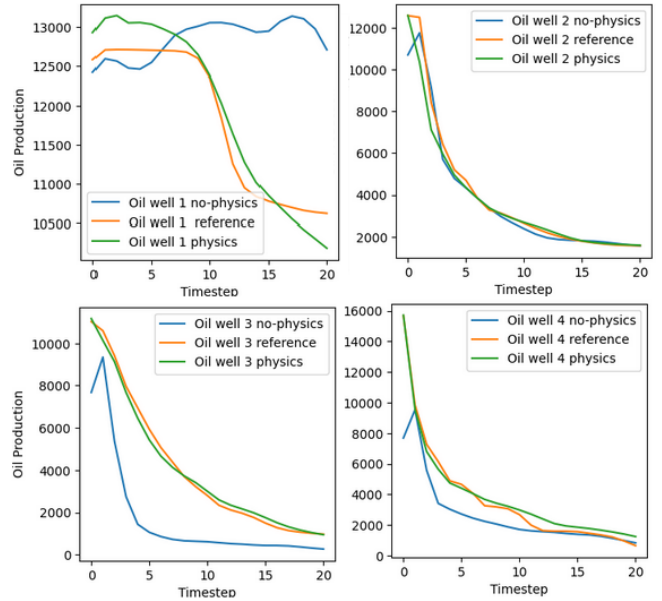 Oil Production
13000
12500
12000
11500
11000
10500
Oil well 1 no-physics
Oil well 1 reference
Oil well 1 physics
0 5 10 15 20
Timestep
12000
10000
8000
6000
4000
2000
Oil well 2 no-physics
Oil well 2 reference
Oil well 2 physics
0 5 10 15 20
Timestep
Oil Production
10000
8000
6000
4000
2000
0
Oil well 3 no-physics
Oil well 3 reference
Oil well 3 physics
0 5 10 15 20
Timestep
16000
14000
12000
10000
8000
6000
4000
2000
0
Oil well 4 no-physics
Oil well 4 reference
Oil well 4 physics
0 5 10 15 20
Timestep